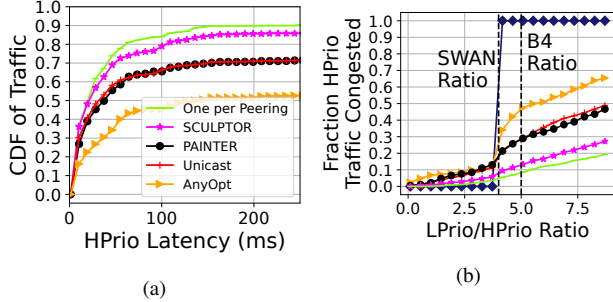 CDF of Traffic
0.9
0.8
0.7
0.6
0.5
0.4
0.3
0.2
0.1
0.0
One per Peering
SCULPTOR
PAINTER
Unicast
AnyOpt
0 100 200
HPrio Latency (ms)
(a)
Fraction HPrio
Traffic Congested
1.0
0.9
0.8
0.7
0.6
0.5
0.4
0.3
0.2
0.1
0.0
SWAN
Ratio
B4
Ratio
0.0 2.5 5.0 7.5
LPrio/HPrio Ratio
(b)